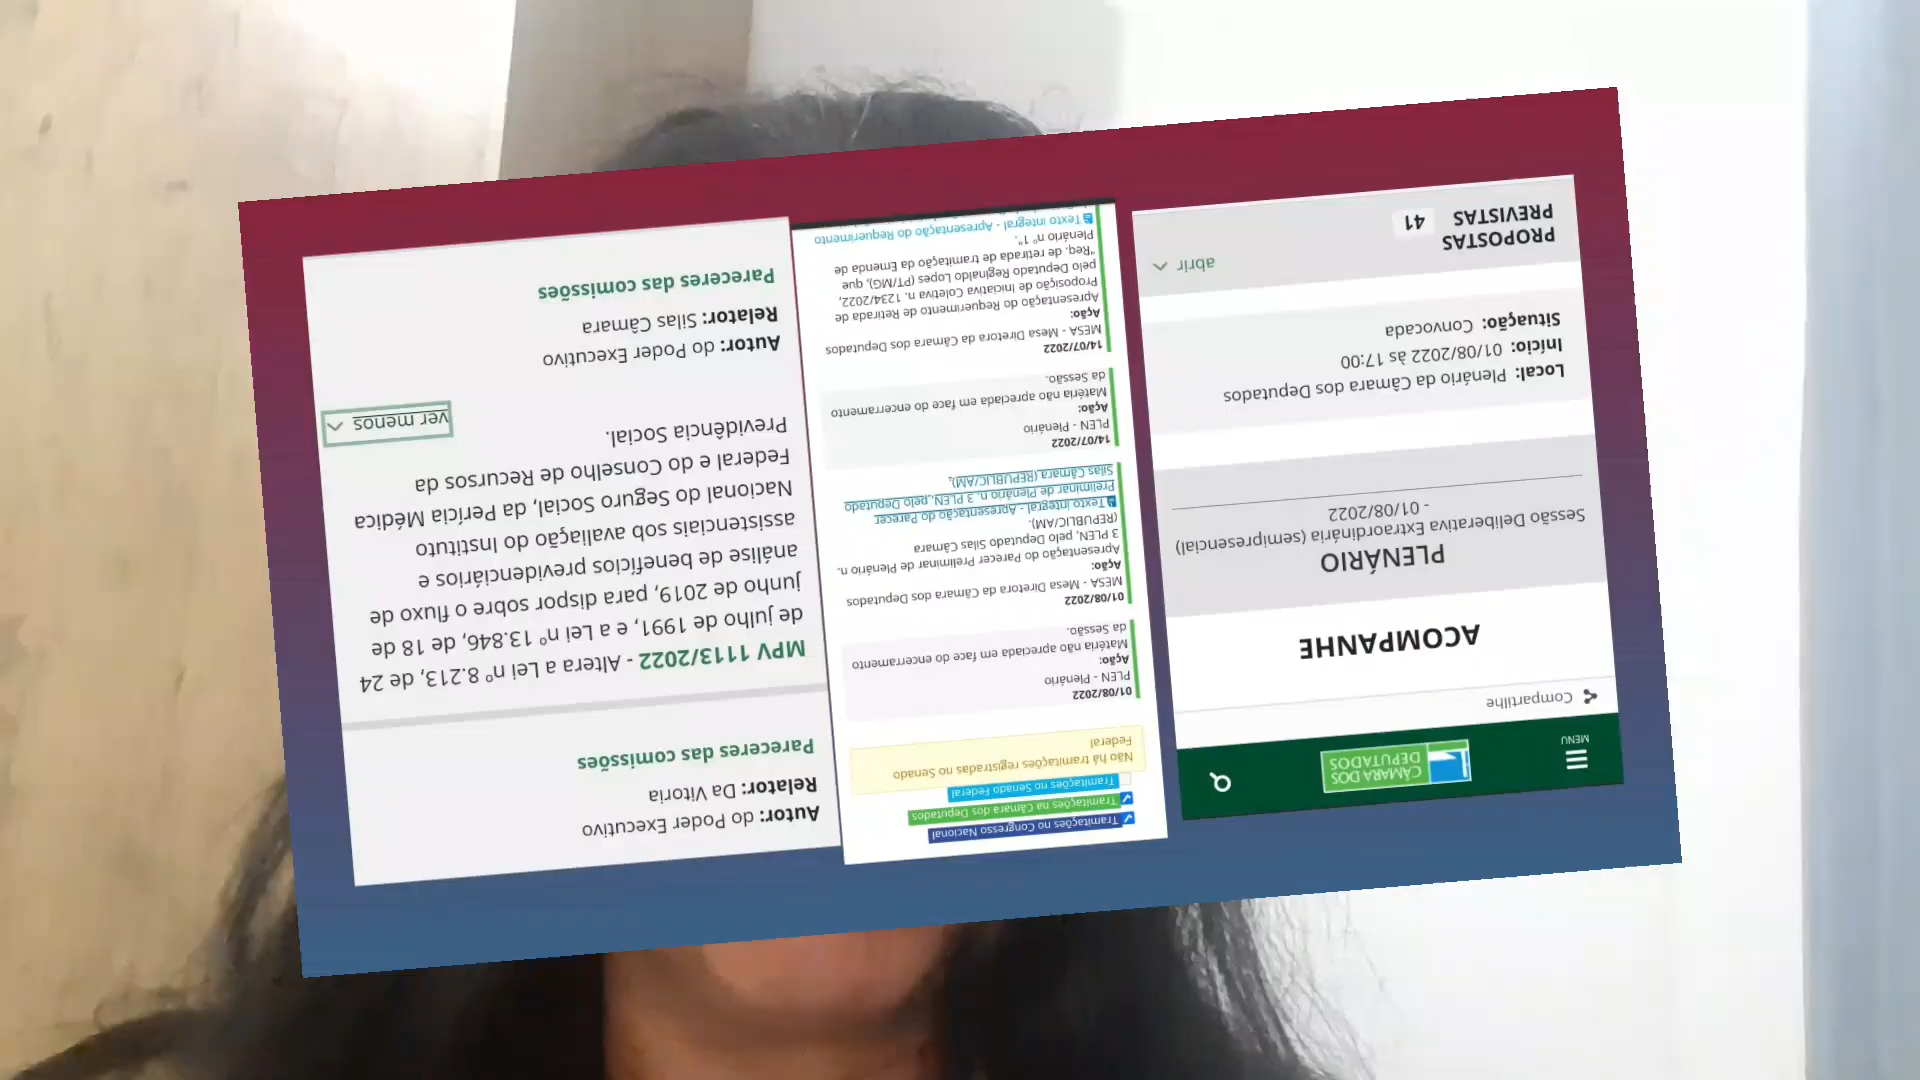 MENU
CÂMARA DOS
DEPUTADOS
Compartilhe
ACOMPANHE
PLENÁRIO
Sessão Deliberativa Extraordinária (semipresencial)
- 01/08/2022
Local: Plenário da Câmara dos Deputados
Início: 01/08/2022 às 17:00
Situação: Convocada
PROPOSTAS
PREVISTAS 41
abrir
Tramitações no Congresso Nacional
Tramitações na Câmara dos Deputados
Tramitações no Senado Federal
Não há tramitações registradas no Senado
Federal
01/08/2022
PLEN - Plenário
Ação:
Matéria não apreciada em face do encerramento
da Sessão.
01/08/2022
MESA - Mesa Diretora da Câmara dos Deputados
Ação:
Apresentação do Parecer Preliminar de Plenário n.
3 PLEN, pelo Deputado Silas Câmara
(REPUBLIC/AM).
Texto integral - Apresentação do Parecer
Preliminar de Plenário n. 3 PLEN, pelo Deputado
Silas Câmara (REPUBLIC/AM).
14/07/2022
PLEN - Plenário
Ação:
Matéria não apreciada em face do encerramento
da Sessão.
14/07/2022
MESA - Mesa Diretora da Câmara dos Deputados
Ação:
Apresentação do Requerimento de Retirada de
Proposição de Iniciativa Coletiva n. 1234/2022,
pelo Deputado Reginaldo Lopes (PT/MG), que
"Req. de retirada de tramitação da Emenda de
Plenário nº 1".
Texto integral - Apresentação do Requerimento
Autor: do Poder Executivo
Relator: Da Vitoria
Pareceres das comissões
MPV 1113/2022 - Altera a Lei nº 8.213, de 24
de julho de 1991, e a Lei nº 13.846, de 18 de
junho de 2019, para dispor sobre o fluxo de
análise de benefícios previdenciários e
assistenciais sob avaliação do Instituto
Nacional do Seguro Social, da Perícia Médica
Federal e do Conselho de Recursos da
Previdência Social.
ver menos
Autor: do Poder Executivo
Relator: Silas Câmara
Pareceres das comissões